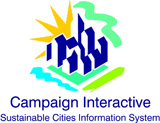 Campaign Interactive
Sustainable Cities Information System